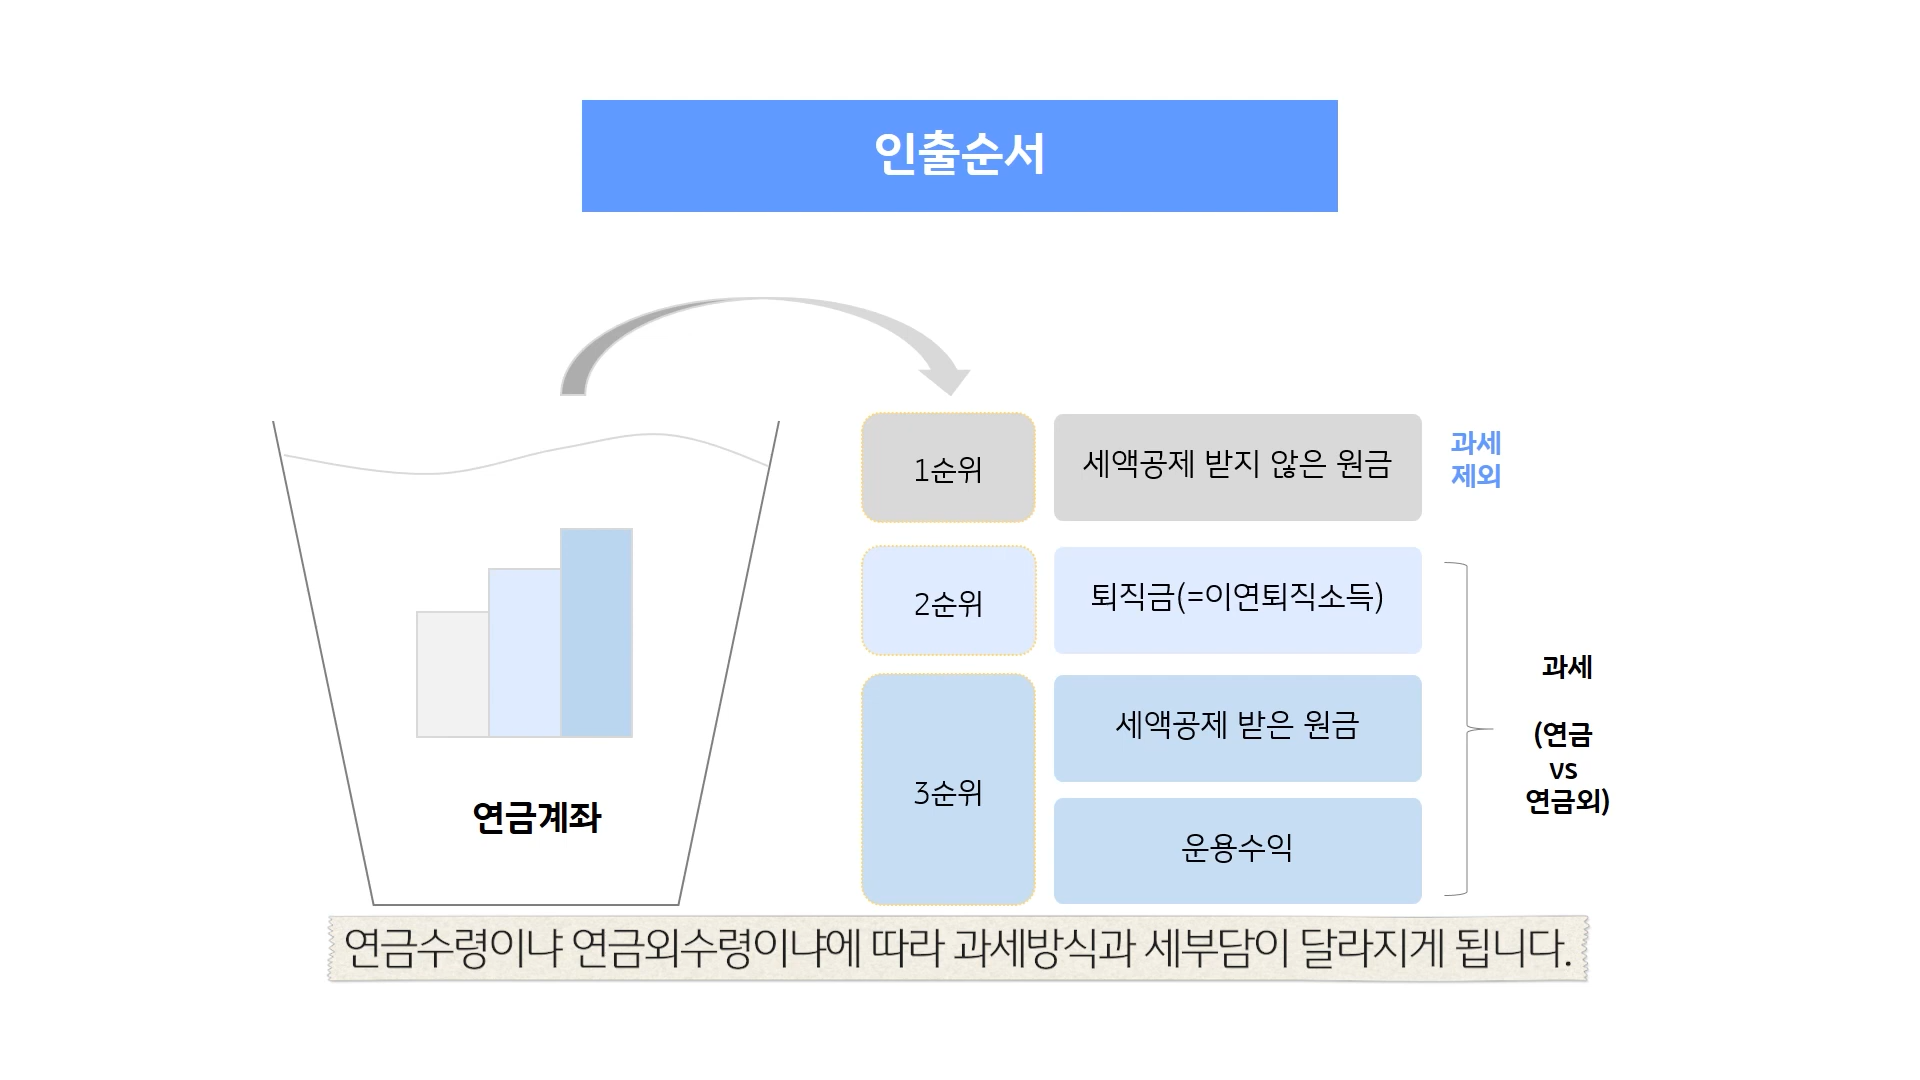 인출순서
1순위
세액공제 받지 않은 원금
과세
제외
2순위
퇴직금(=이연퇴직소득)
3순위
세액공제 받은 원금
운용수익
과세
(연금
vs
연금외)
연금계좌
연금수령이냐 연금외수령이냐에 따라 과세방식과 세부담이 달라지게 됩니다.